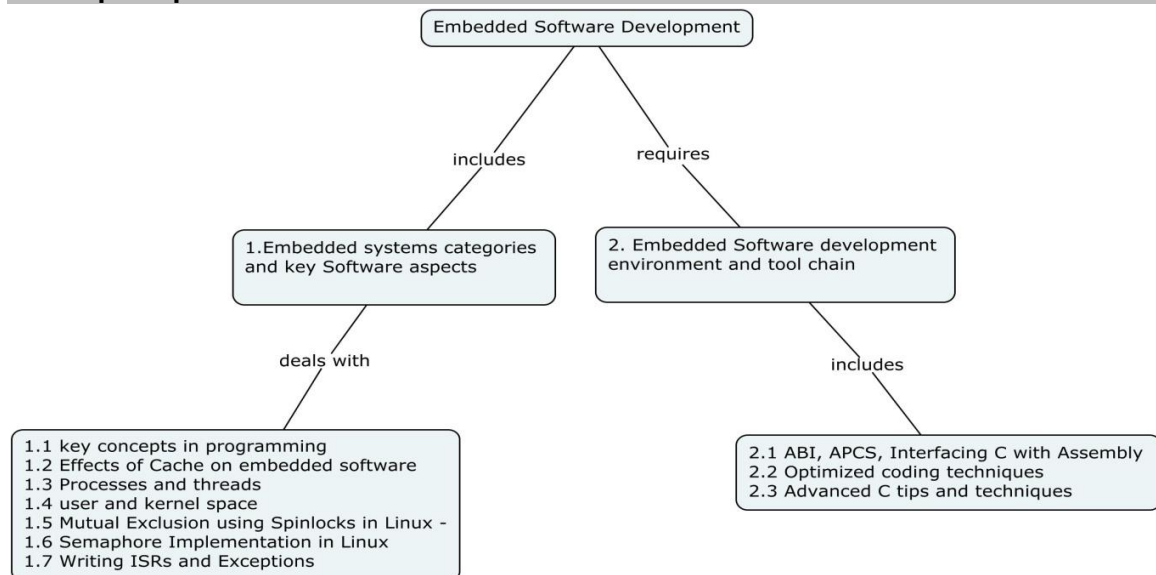 Embedded Software Development
includes
requires
1.Embedded systems categories
and key Software aspects
2. Embedded Software development
environment and tool chain
deals with
includes
1.1 key concepts in programming
1.2 Effects of Cache on embedded software
1.3 Processes and threads
1.4 user and kernel space
1.5 Mutual Exclusion using Spinlocks in Linux -
1.6 Semaphore Implementation in Linux
1.7 Writing ISRs and Exceptions
2.1 ABI, APCS, Interfacing C with Assembly
2.2 Optimized coding techniques
2.3 Advanced C tips and techniques